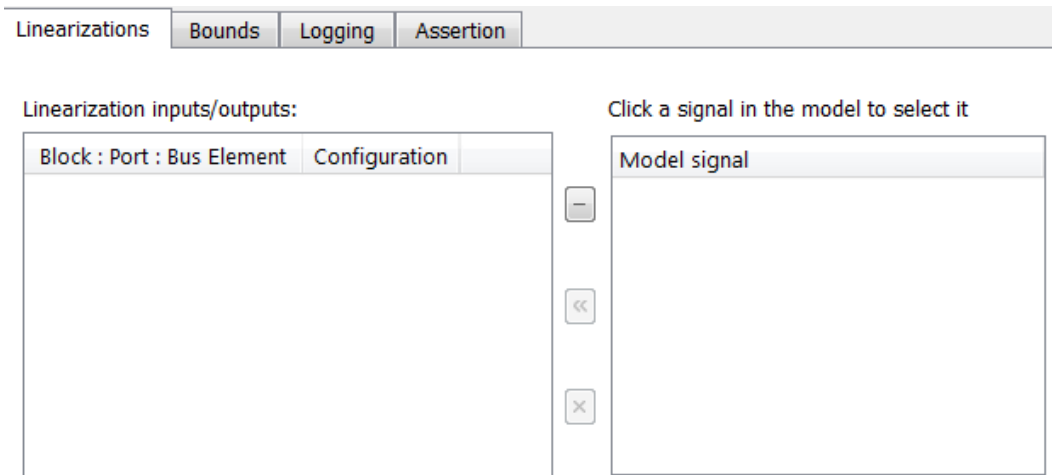 Linearizations Bounds Logging Assertion
Linearization inputs/outputs:
Click a signal in the model to select it
Block : Port : Bus Element Configuration
Model signal
−
«
×